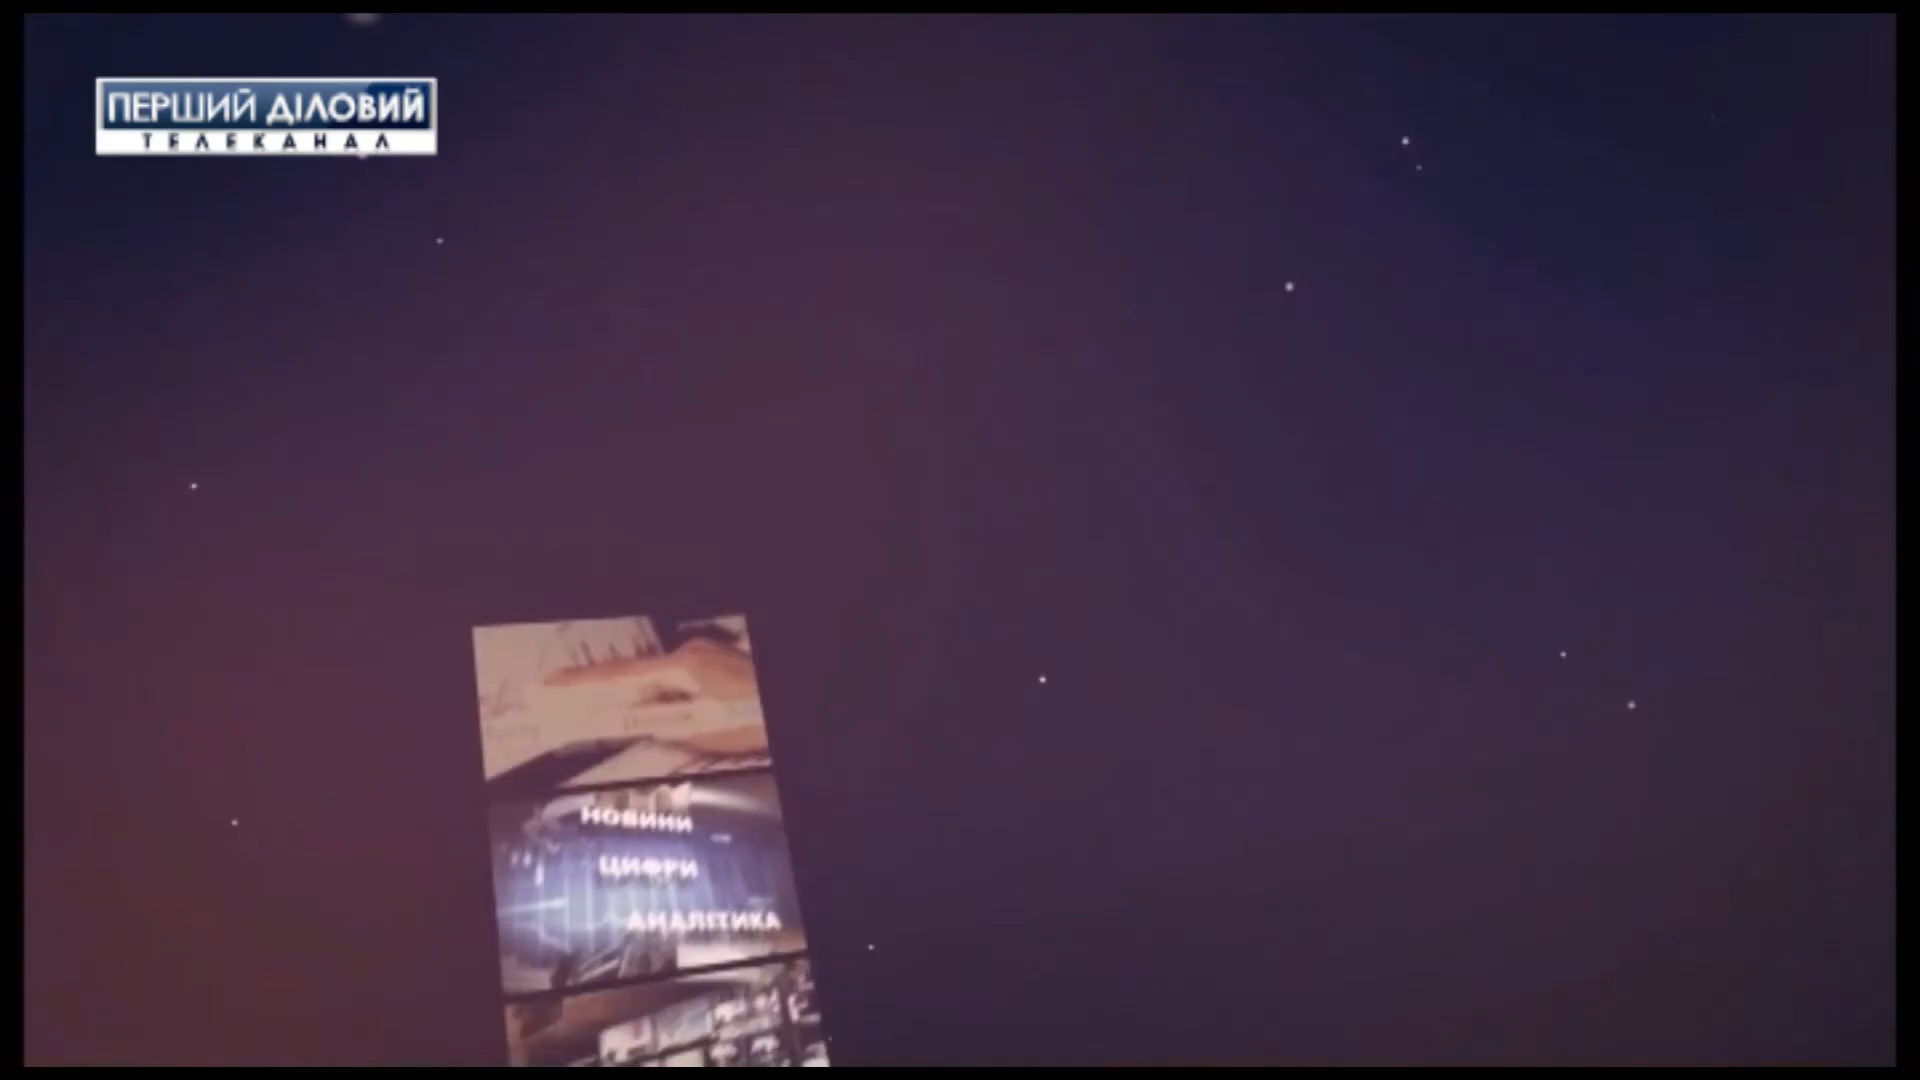 ПЕРШИЙ ДІЛОВИЙ
ТЕЛЕКАНАЛ
НОВИНИ
ЦИФРИ
АНАЛІТИКА